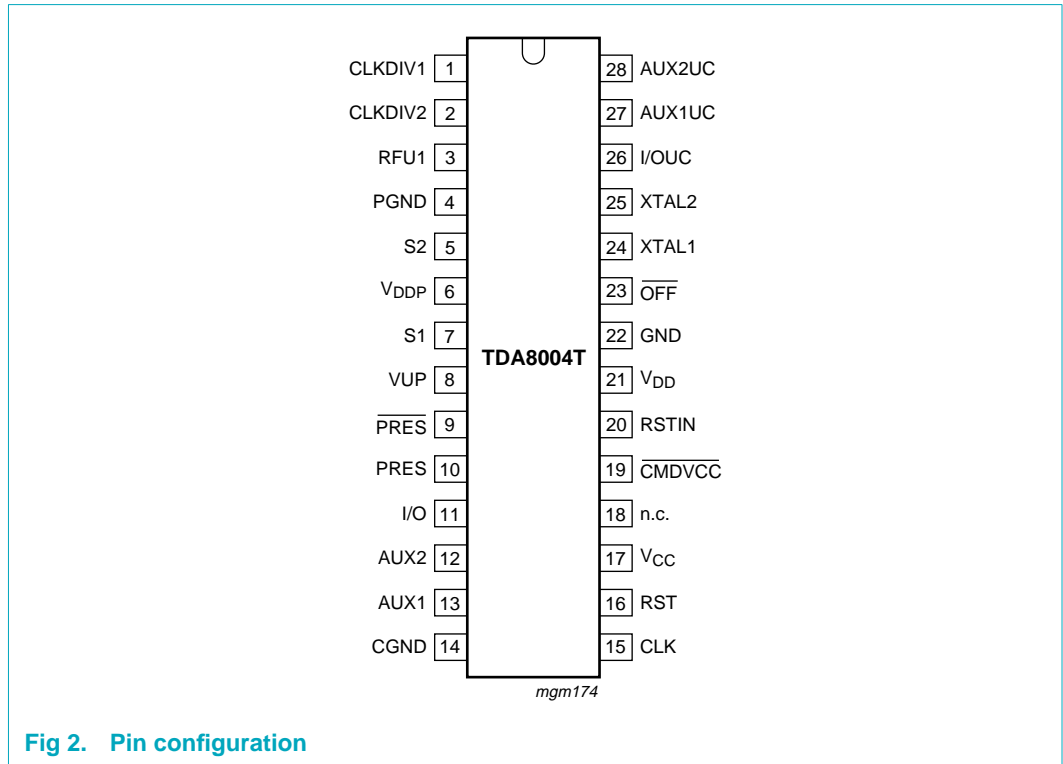 CLKDIV1 1
28 AUX2UC
CLKDIV2 2
27 AUX1UC
RFU1 3
26 I/OUC
PGND 4
25 XTAL2
S2 5
24 XTAL1
VDDP 6
23 OFF
S1 7
22 GND
TDA8004T
VUP 8
21 VDD
PRES 9
20 RSTIN
PRES 10
19 CMDVCC
I/O 11
18 n.c.
AUX2 12
17 VCC
AUX1 13
16 RST
CGND 14
15 CLK
mgm174
Fig 2. Pin configuration